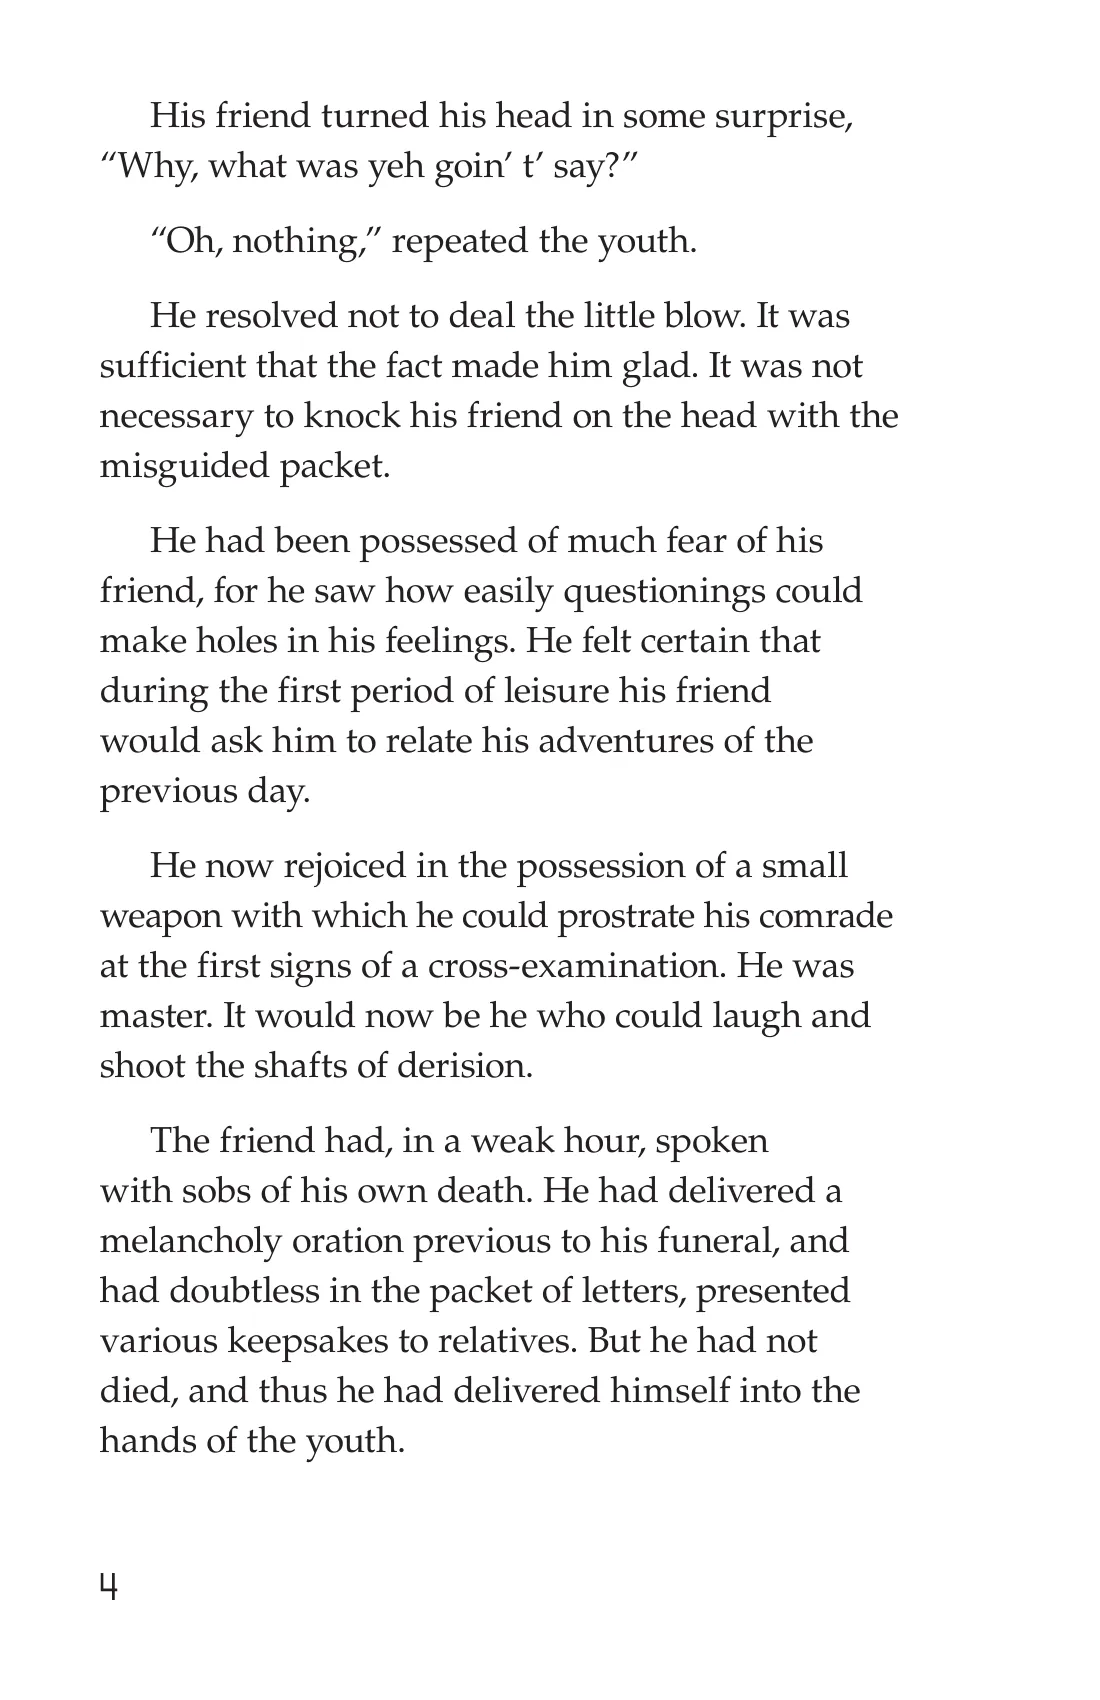 His friend turned his head in some surprise,
“Why, what was yeh goin’ t’ say?”
“Oh, nothing,” repeated the youth.
He resolved not to deal the little blow. It was
sufficient that the fact made him glad. It was not
necessary to knock his friend on the head with the
misguided packet.
He had been possessed of much fear of his
friend, for he saw how easily questionings could
make holes in his feelings. He felt certain that
during the first period of leisure his friend
would ask him to relate his adventures of the
previous day.
He now rejoiced in the possession of a small
weapon with which he could prostrate his comrade
at the first signs of a cross-examination. He was
master. It would now be he who could laugh and
shoot the shafts of derision.
The friend had, in a weak hour, spoken
with sobs of his own death. He had delivered a
melancholy oration previous to his funeral, and
had doubtless in the packet of letters, presented
various keepsakes to relatives. But he had not
died, and thus he had delivered himself into the
hands of the youth.
4